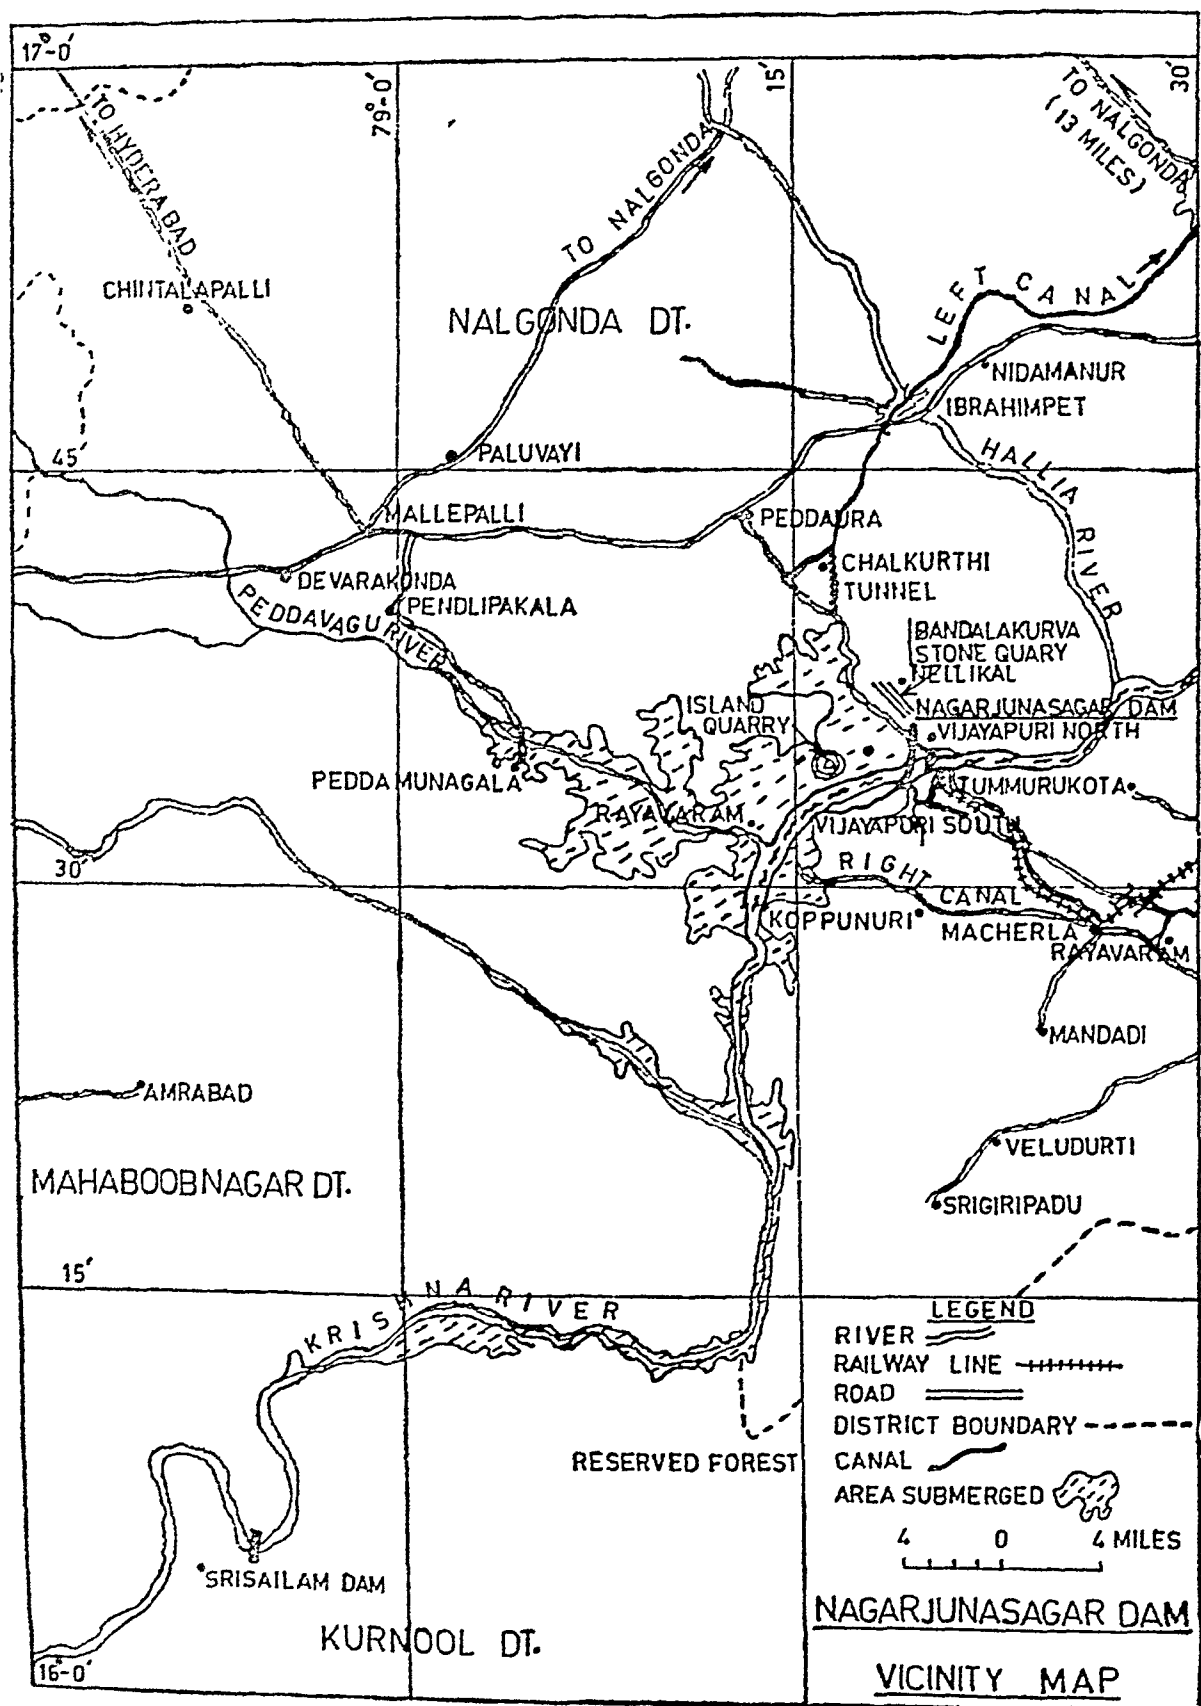 17°-0'
79°-0'
15'
30'
TO HYDERABAD
TO NALGONDA
TO NALGONDA
(13 MILES)
CHINTALAPALLI
NALGONDA DT.
LEFT CANAL
NIDAMANUR
IBRAHIMPET
45'
PALUVAYI
HALLIA RIVER
MALLEPALLI
PEDDAURA
DEVARAKONDA
CHALKURTHI
TUNNEL
PENDLIPAKALA
PEDDAVAGU RIVER
BANDALAKURVA
STONE QUARY
NELLIKAL
ISLAND
QUARRY
NAGARJUNASAGAR DAM
VIJAYAPURI NORTH
PEDDAMUNAGALA
TUMMURUKOTA
RAYAVARAM
VIJAYAPURI SOUTH
30'
RIGHT CANAL
KOPPUNURI
MACHERLA
RAYAVARAM
MANDADI
AMRABAD
VELUDURTI
MAHABOOBNAGAR DT.
SRIGIRIPADU
15'
KRISHNA RIVER
LEGEND
RIVER
RAILWAY LINE
ROAD
DISTRICT BOUNDARY
RESERVED FOREST
CANAL
AREA SUBMERGED
4 0 4 MILES
SRISAILAM DAM
NAGARJUNASAGAR DAM
KURNOOL DT.
16°-0'
VICINITY MAP